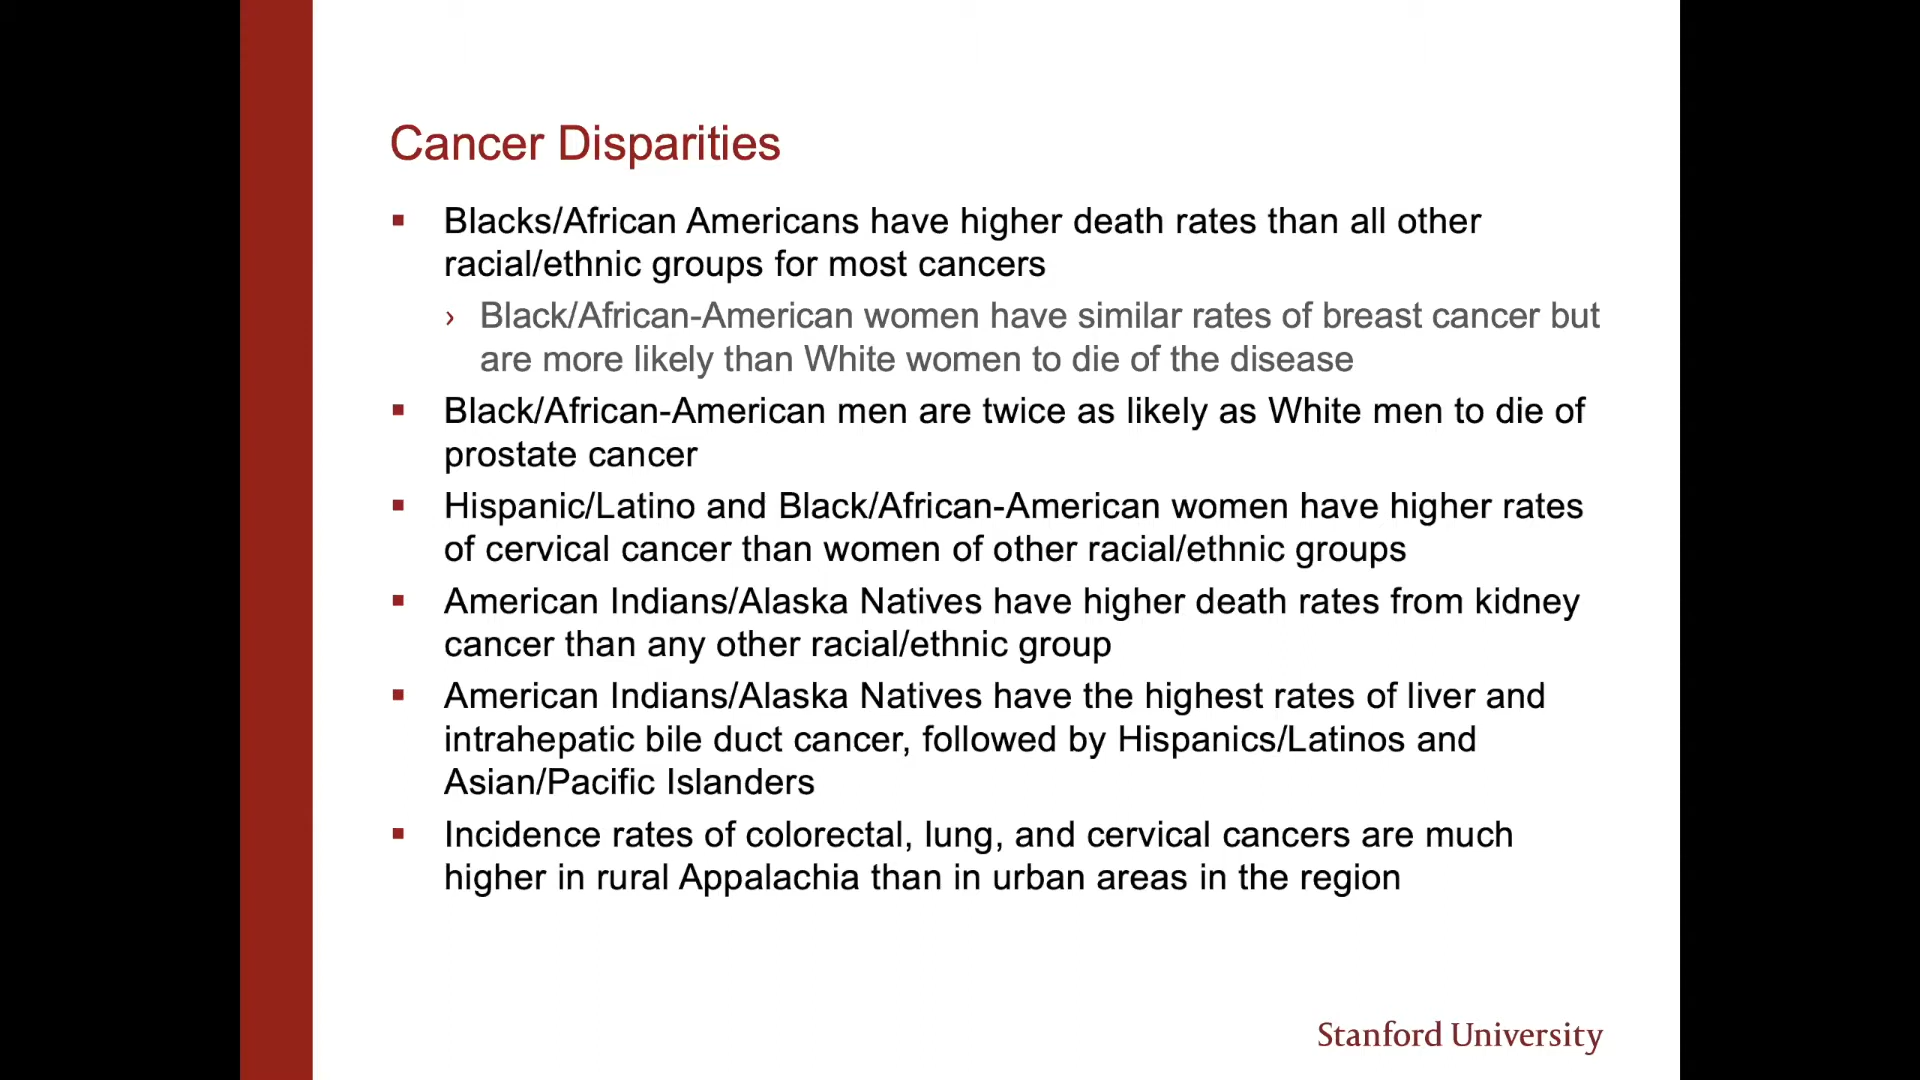 Cancer Disparities
▪ Blacks/African Americans have higher death rates than all other
racial/ethnic groups for most cancers
› Black/African-American women have similar rates of breast cancer but
are more likely than White women to die of the disease
▪ Black/African-American men are twice as likely as White men to die of
prostate cancer
▪ Hispanic/Latino and Black/African-American women have higher rates
of cervical cancer than women of other racial/ethnic groups
▪ American Indians/Alaska Natives have higher death rates from kidney
cancer than any other racial/ethnic group
▪ American Indians/Alaska Natives have the highest rates of liver and
intrahepatic bile duct cancer, followed by Hispanics/Latinos and
Asian/Pacific Islanders
▪ Incidence rates of colorectal, lung, and cervical cancers are much
higher in rural Appalachia than in urban areas in the region
Stanford University